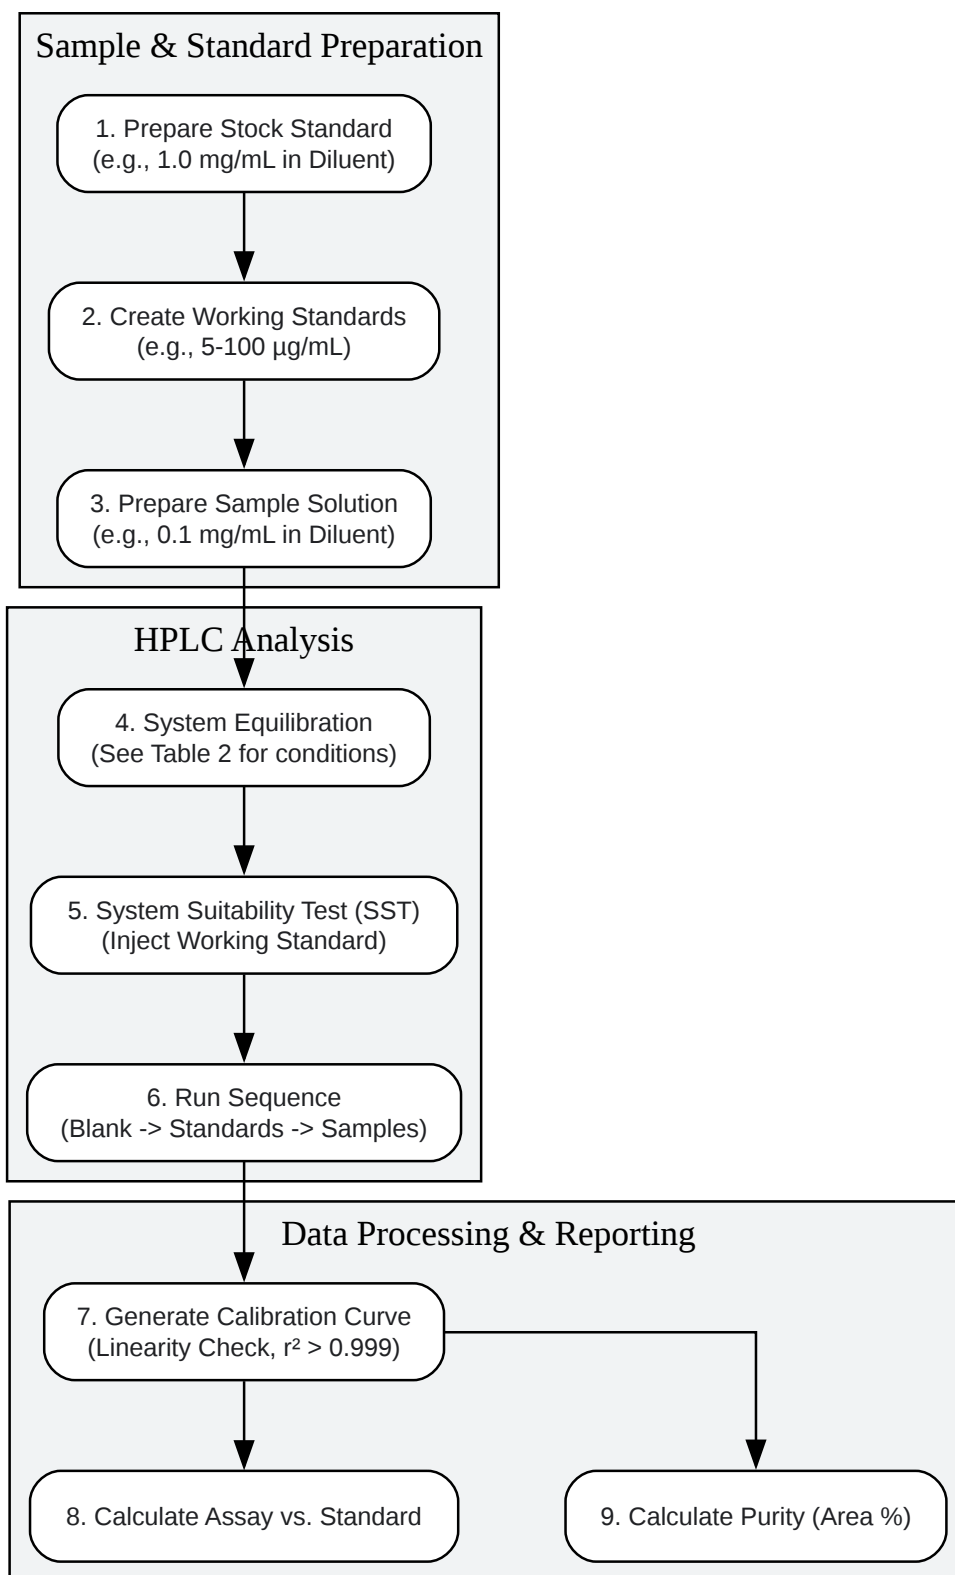 Sample & Standard Preparation
1. Prepare Stock Standard
(e.g., 1.0 mg/mL in Diluent)
2. Create Working Standards
(e.g., 5-100 µg/mL)
3. Prepare Sample Solution
(e.g., 0.1 mg/mL in Diluent)
HPLC Analysis
4. System Equilibration
(See Table 2 for conditions)
5. System Suitability Test (SST)
(Inject Working Standard)
6. Run Sequence
(Blank -> Standards -> Samples)
Data Processing & Reporting
7. Generate Calibration Curve
(Linearity Check, r² > 0.999)
8. Calculate Assay vs. Standard
9. Calculate Purity (Area %)